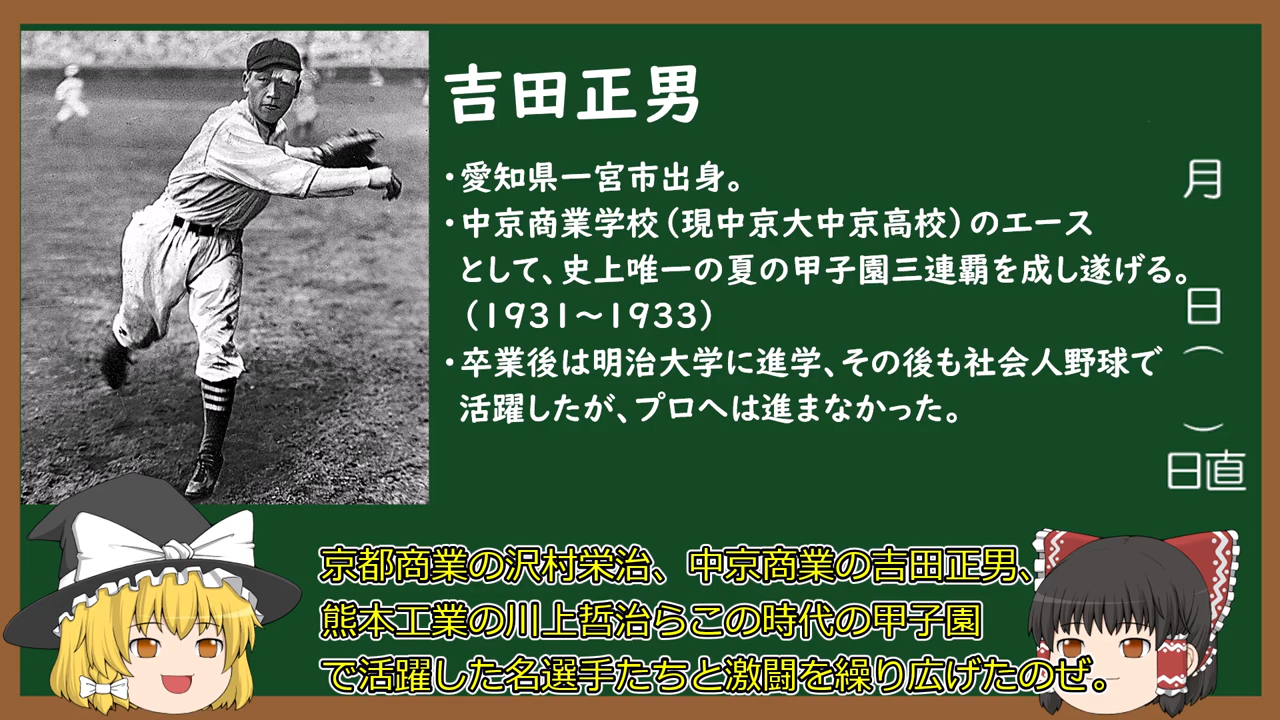 吉田正男
・愛知県一宮市出身。
・中京商業学校(現中京大中京高校)のエース
として、史上唯一の夏の甲子園三連覇を成し遂げる。
(1931～1933)
・卒業後は明治大学に進学、その後も社会人野球で
活躍したが、プロへは進まなかった。
月
日
(
)
日直
京都商業の沢村栄治、中京商業の吉田正男、
熊本工業の川上哲治らこの時代の甲子園
で活躍した名選手たちと激闘を繰り広げたのぜ。